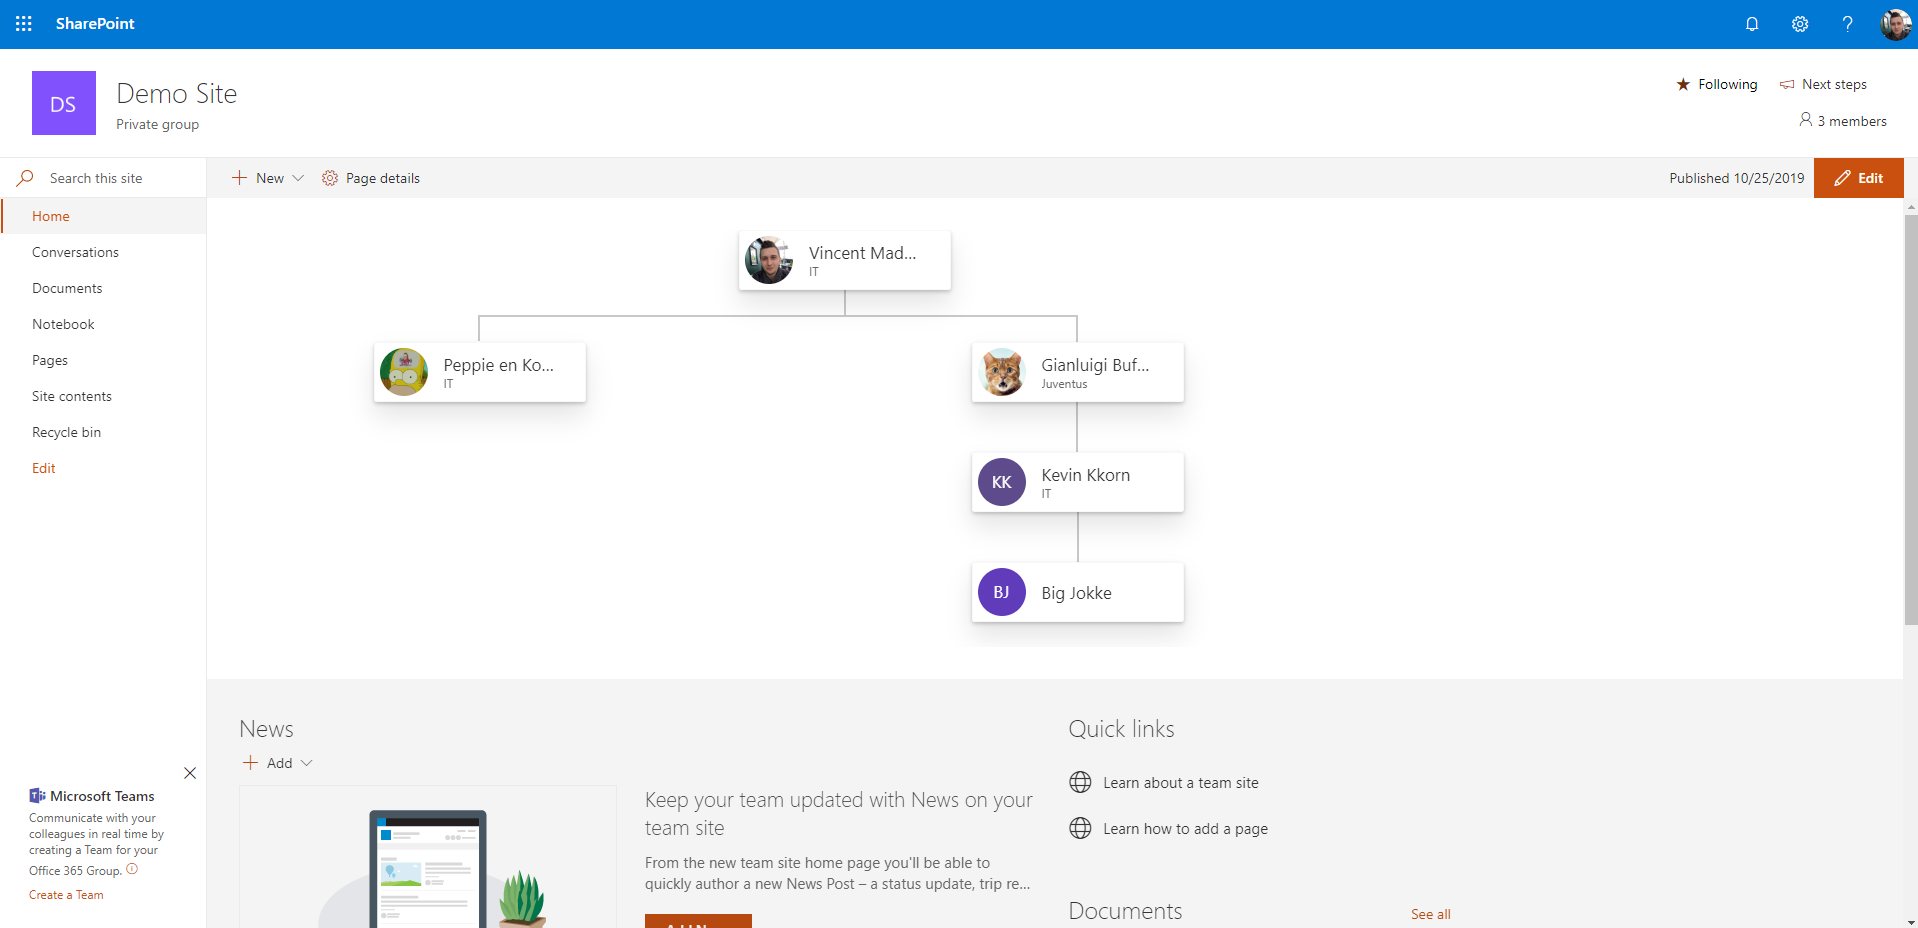 SharePoint
DS
Demo Site
Private group
Following
Next steps
3 members
Search this site
New
Page details
Published 10/25/2019
Edit
Home
Conversations
Documents
Notebook
Pages
Site contents
Recycle bin
Edit
Vincent Mad...
IT
Peppie en Ko...
IT
Gianluigi Buf...
Juventus
KK
Kevin Kkorn
IT
BJ
Big Jokke
News
Add
Keep your team updated with News on your
team site
From the new team site home page you'll be able to
quickly author a new News Post – a status update, trip re...
Quick links
Learn about a team site
Learn how to add a page
Documents
See all
Microsoft Teams
Communicate with your
colleagues in real time by
creating a Team for your
Office 365 Group.
Create a Team